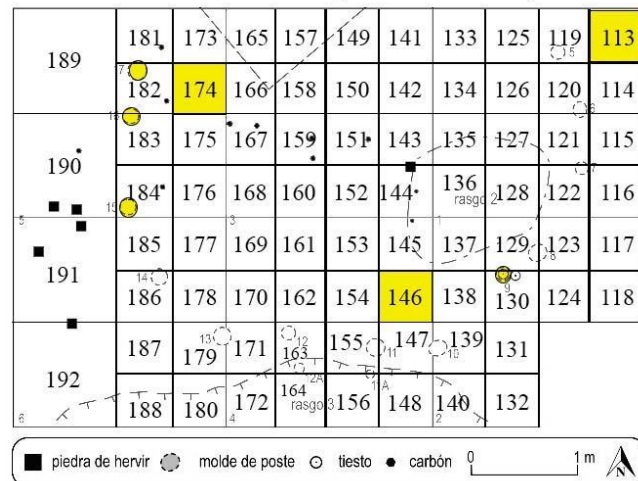 181 173 165 157 149 141 133 125 119 113
189
5
17
182 174 166 158 150 142 134 126 120 114
16
6
183 175 167 159 151 143 135 127 121 115
190
7
184 176 168 160 152 144 136 128 122 116
rasgo 2
15
5 3 1
185 177 169 161 153 145 137 129 123 117
8
191
14
9
186 178 170 162 154 146 138 130 124 118
13 12
187 179 171 163 155 147 139 131
11 10
12A 11A
192
164
188 180 172 rasgo 3 156 148 140 132
6 4 2
piedra de hervir molde de poste tiesto carbón 0 1 m N